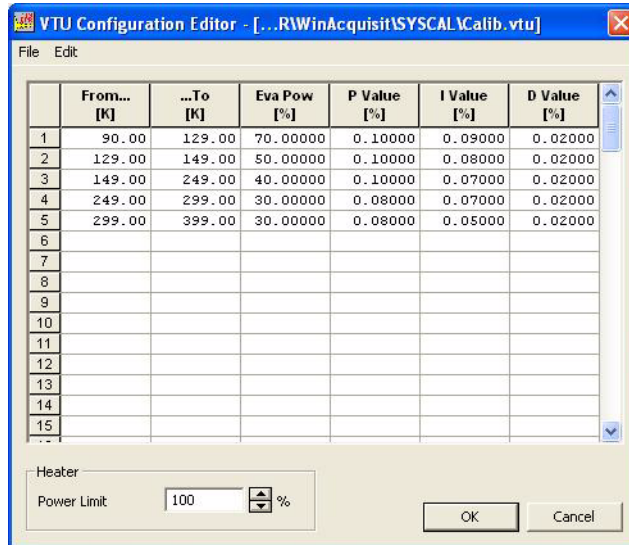 VTU Configuration Editor - [...R\WinAcquisit\SYSCAL\Calib.vtu]
File Edit
From... [K] ...To [K] Eva Pow [%] P Value [%] I Value [%] D Value [%]
1 90.00 129.00 70.00000 0.10000 0.09000 0.02000
2 129.00 149.00 50.00000 0.10000 0.08000 0.02000
3 149.00 249.00 40.00000 0.10000 0.07000 0.02000
4 249.00 299.00 30.00000 0.08000 0.07000 0.02000
5 299.00 399.00 30.00000 0.08000 0.05000 0.02000
6
7
8
9
10
11
12
13
14
15
Heater
Power Limit 100 %
OK Cancel